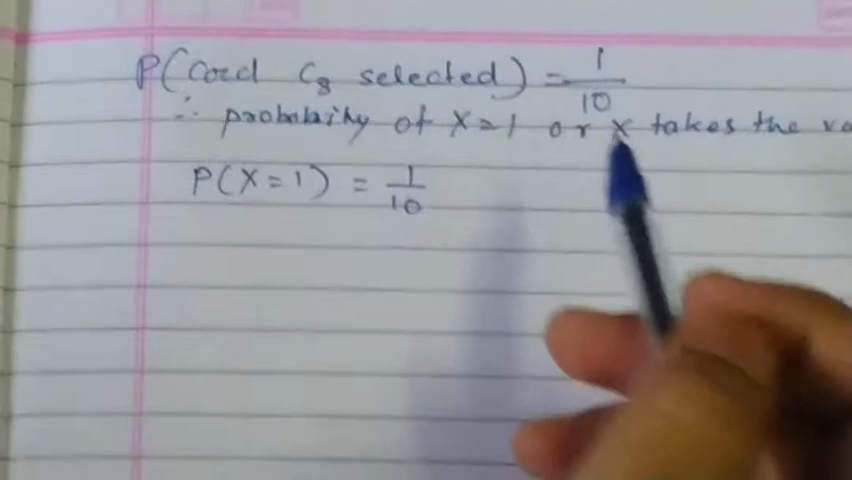 P(Card C8 selected) = 1/10
∴ probability of X=1 or X takes the
P(X=1) = 1/10